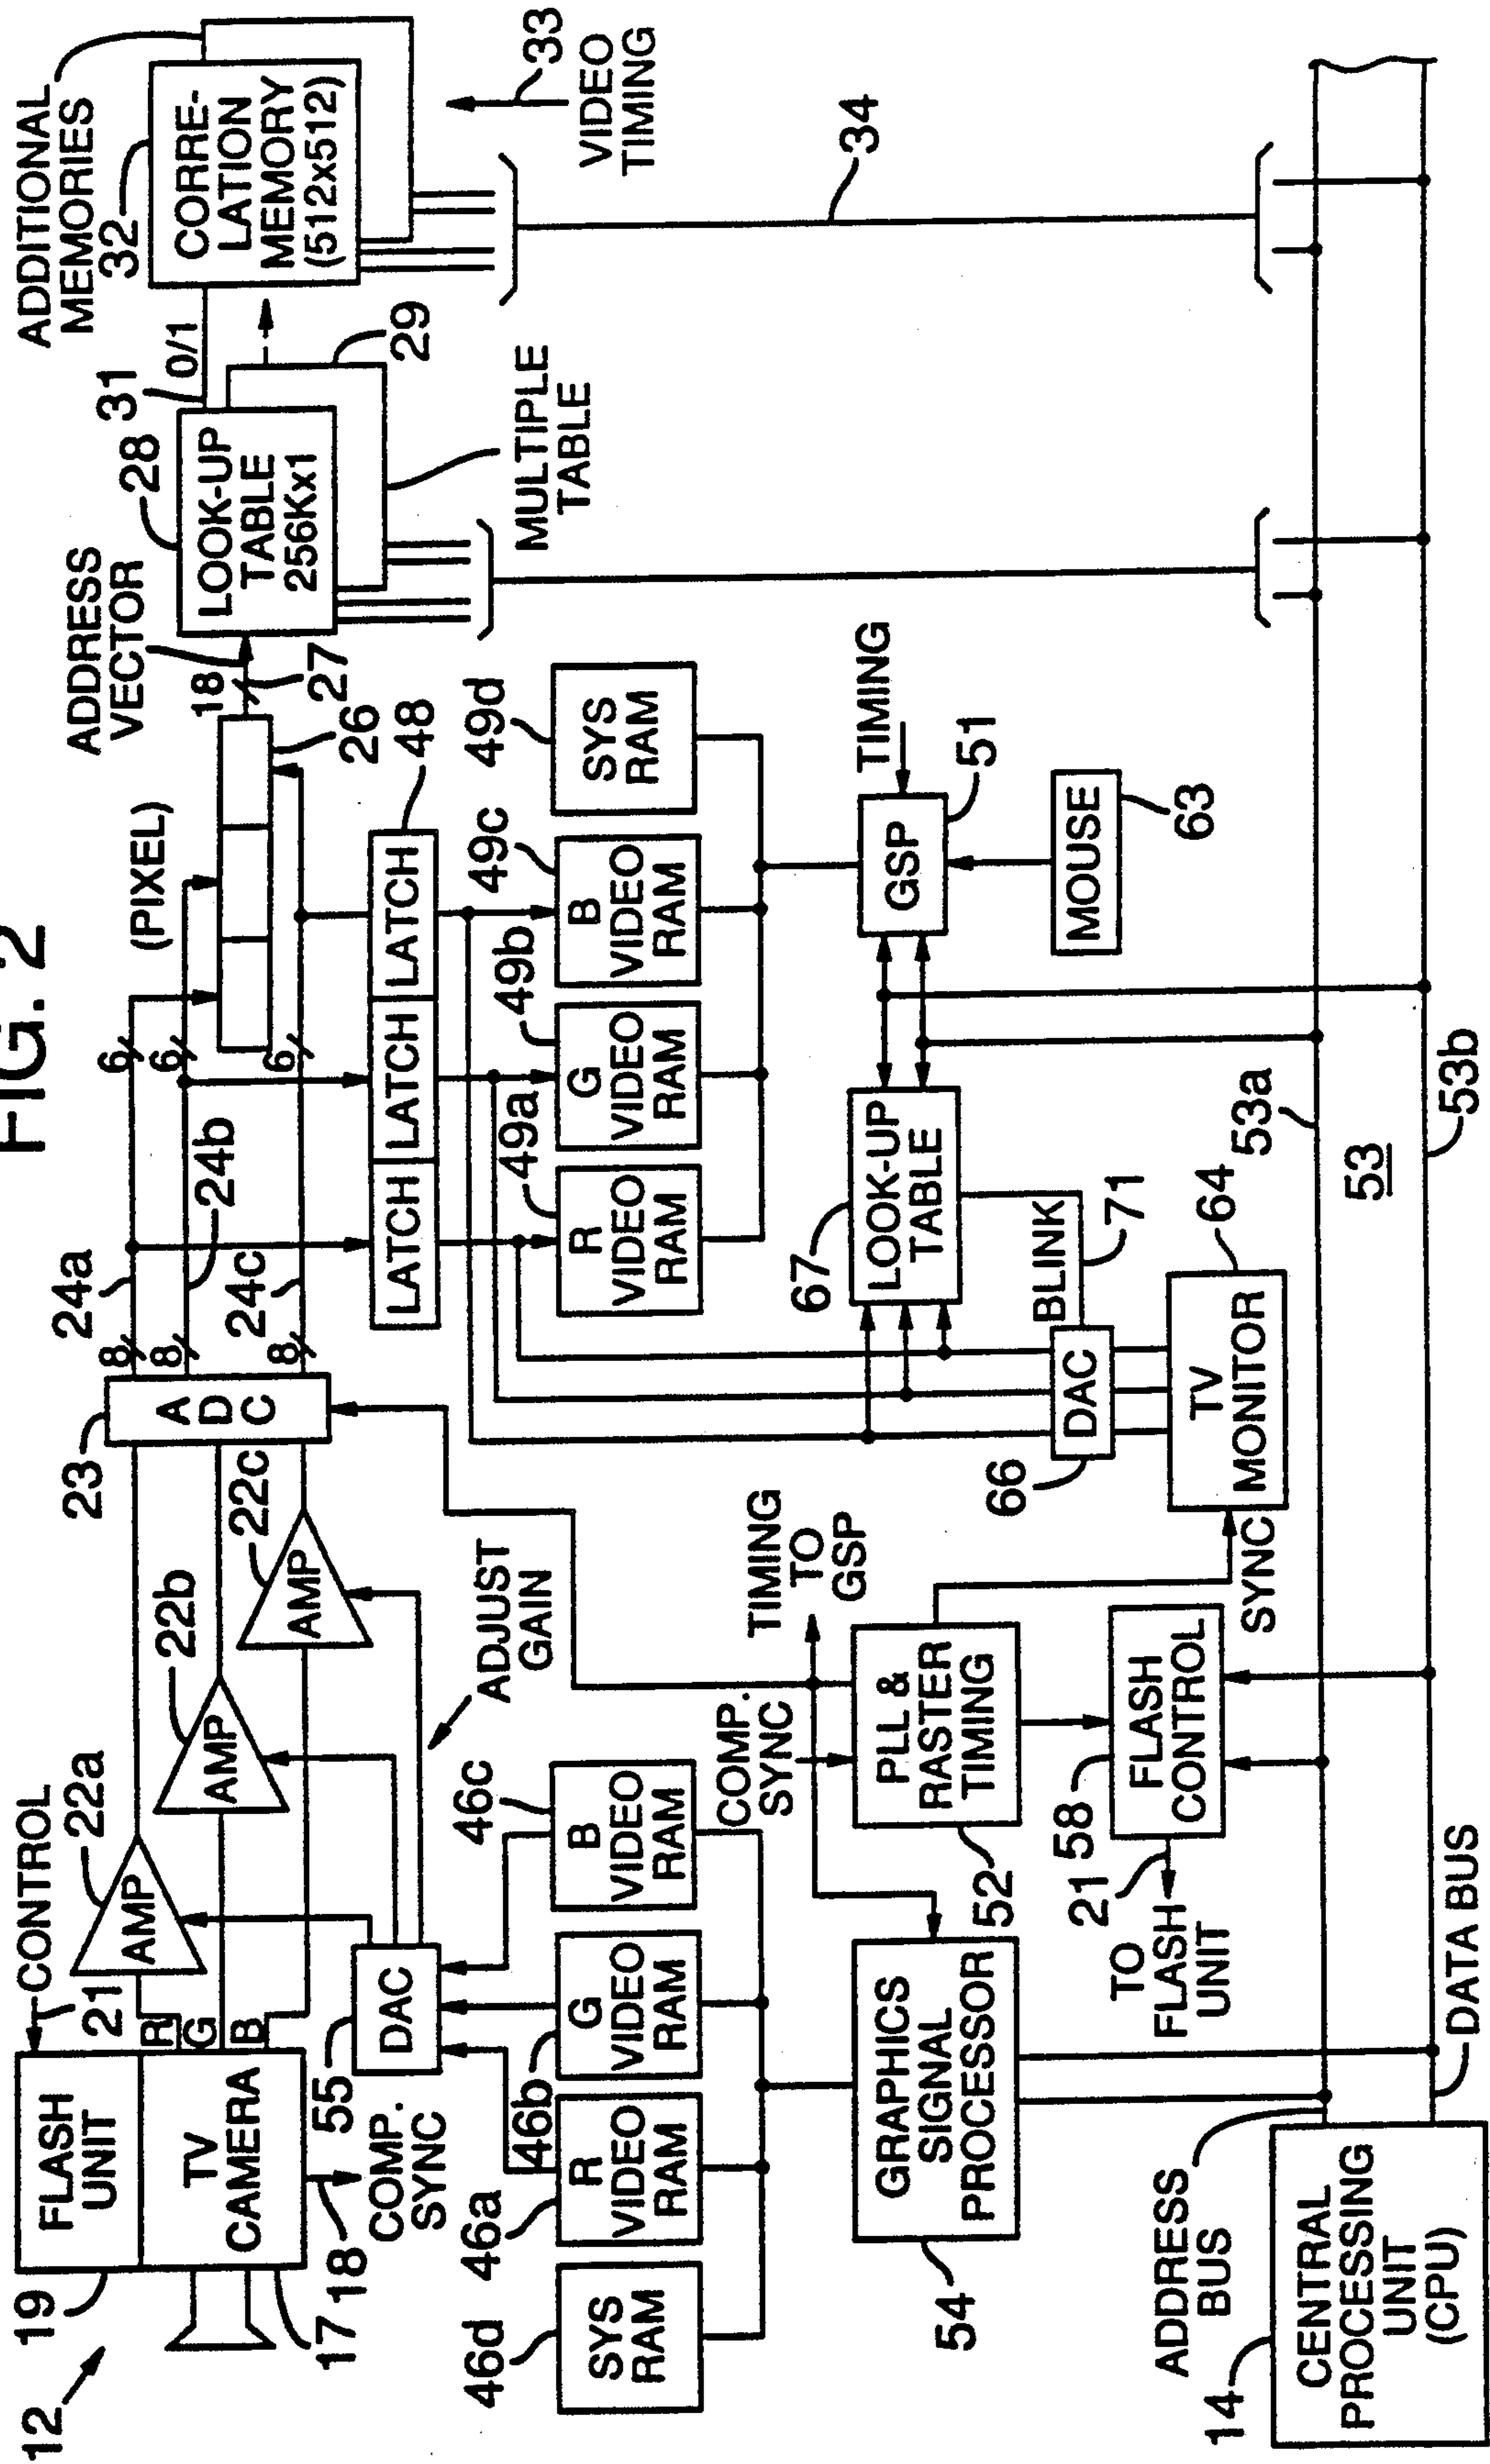 FIG. 2
12
19
FLASH
UNIT
CONTROL
21
TV
CAMERA
R
G
B
17
18
COMP.
SYNC
22a
AMP
22b
AMP
22c
AMP
ADJUST
GAIN
55
DAC
23
A
D
C
8
8
8
24a
24b
24c
6
6
6
(PIXEL)
26
18
27
ADDRESS
VECTOR
28
LOOK-UP
TABLE
256Kx1
29
MULTIPLE
TABLE
31
0/1
ADDITIONAL
MEMORIES
32
CORRE-
LATION
MEMORY
(512x512)
33
VIDEO
TIMING
34
LATCH
LATCH
LATCH
48
46d
SYS
RAM
46a
R
VIDEO
RAM
46b
G
VIDEO
RAM
46c
B
VIDEO
RAM
49a
R
VIDEO
RAM
49b
G
VIDEO
RAM
49c
B
VIDEO
RAM
49d
SYS
RAM
54
GRAPHICS
SIGNAL
PROCESSOR
COMP.
SYNC
TIMING
TO
GSP
PLL &
RASTER
TIMING
52
67
LOOK-UP
TABLE
GSP
TIMING
51
MOUSE
63
BLINK
71
66
DAC
TV
MONITOR
64
SYNC
58
FLASH
CONTROL
21
TO
FLASH
UNIT
14
CENTRAL
PROCESSING
UNIT
(CPU)
ADDRESS
BUS
DATA BUS
53a
53
53b